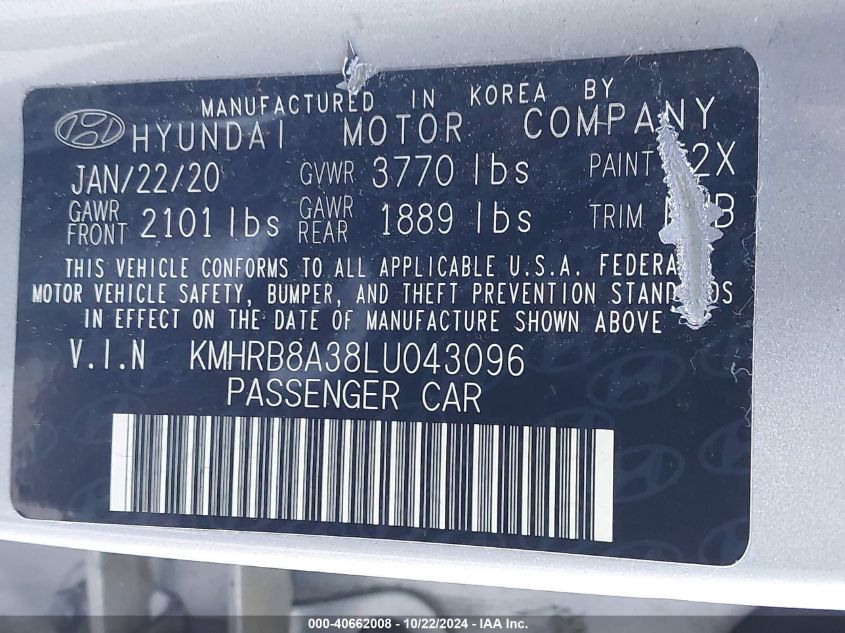 MANUFACTURED IN KOREA BY
HYUNDAI MOTOR COMPANY
JAN/22/20 GVWR 3770 lbs PAINT
GAWR FRONT 2101 lbs GAWR REAR 1889 lbs TRIM
THIS VEHICLE CONFORMS TO ALL APPLICABLE U.S.A. FEDERA
MOTOR VEHICLE SAFETY, BUMPER, AND THEFT PREVENTION
IN EFFECT ON THE DATE OF MANUFACTURE SHOWN ABOVE
V.I.N KMHRB8A38LU043096
PASSENGER CAR
000-40662008 - 10/22/2024 - IAA Inc.